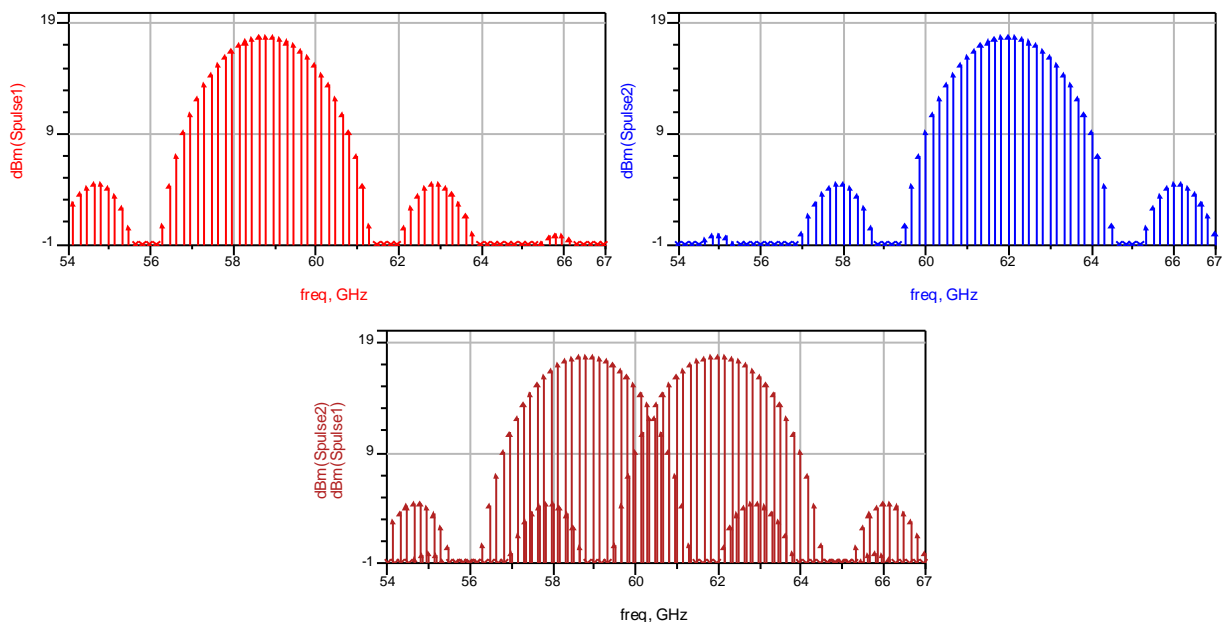 19
9
-1
dBm(Spulse1)
54 56 58 60 62 64 66 67
freq, GHz
19
9
-1
dBm(Spulse2)
54 56 58 60 62 64 66 67
freq, GHz
19
9
-1
dBm(Spulse2)
dBm(Spulse1)
54 56 58 60 62 64 66 67
freq, GHz